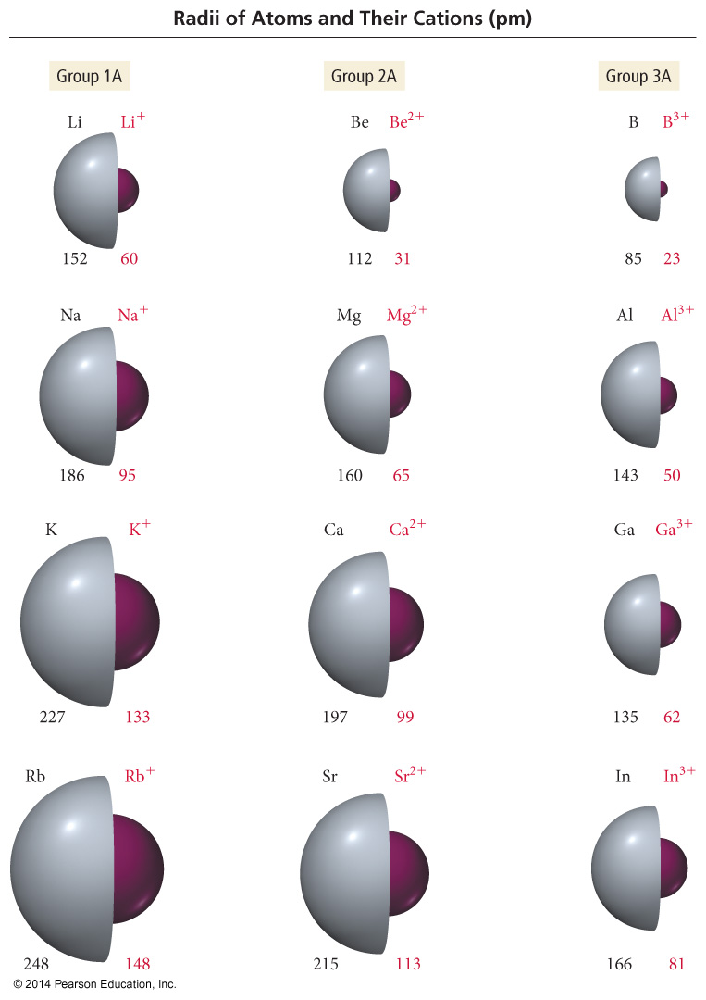 Radii of Atoms and Their Cations (pm)
Group 1A Group 2A Group 3A
Li Li⁺ Be Be²⁺ B B³⁺
152 60 112 31 85 23
Na Na⁺ Mg Mg²⁺ Al Al³⁺
186 95 160 65 143 50
K K⁺ Ca Ca²⁺ Ga Ga³⁺
227 133 197 99 135 62
Rb Rb⁺ Sr Sr²⁺ In In³⁺
248 148 215 113 166 81
© 2014 Pearson Education, Inc.